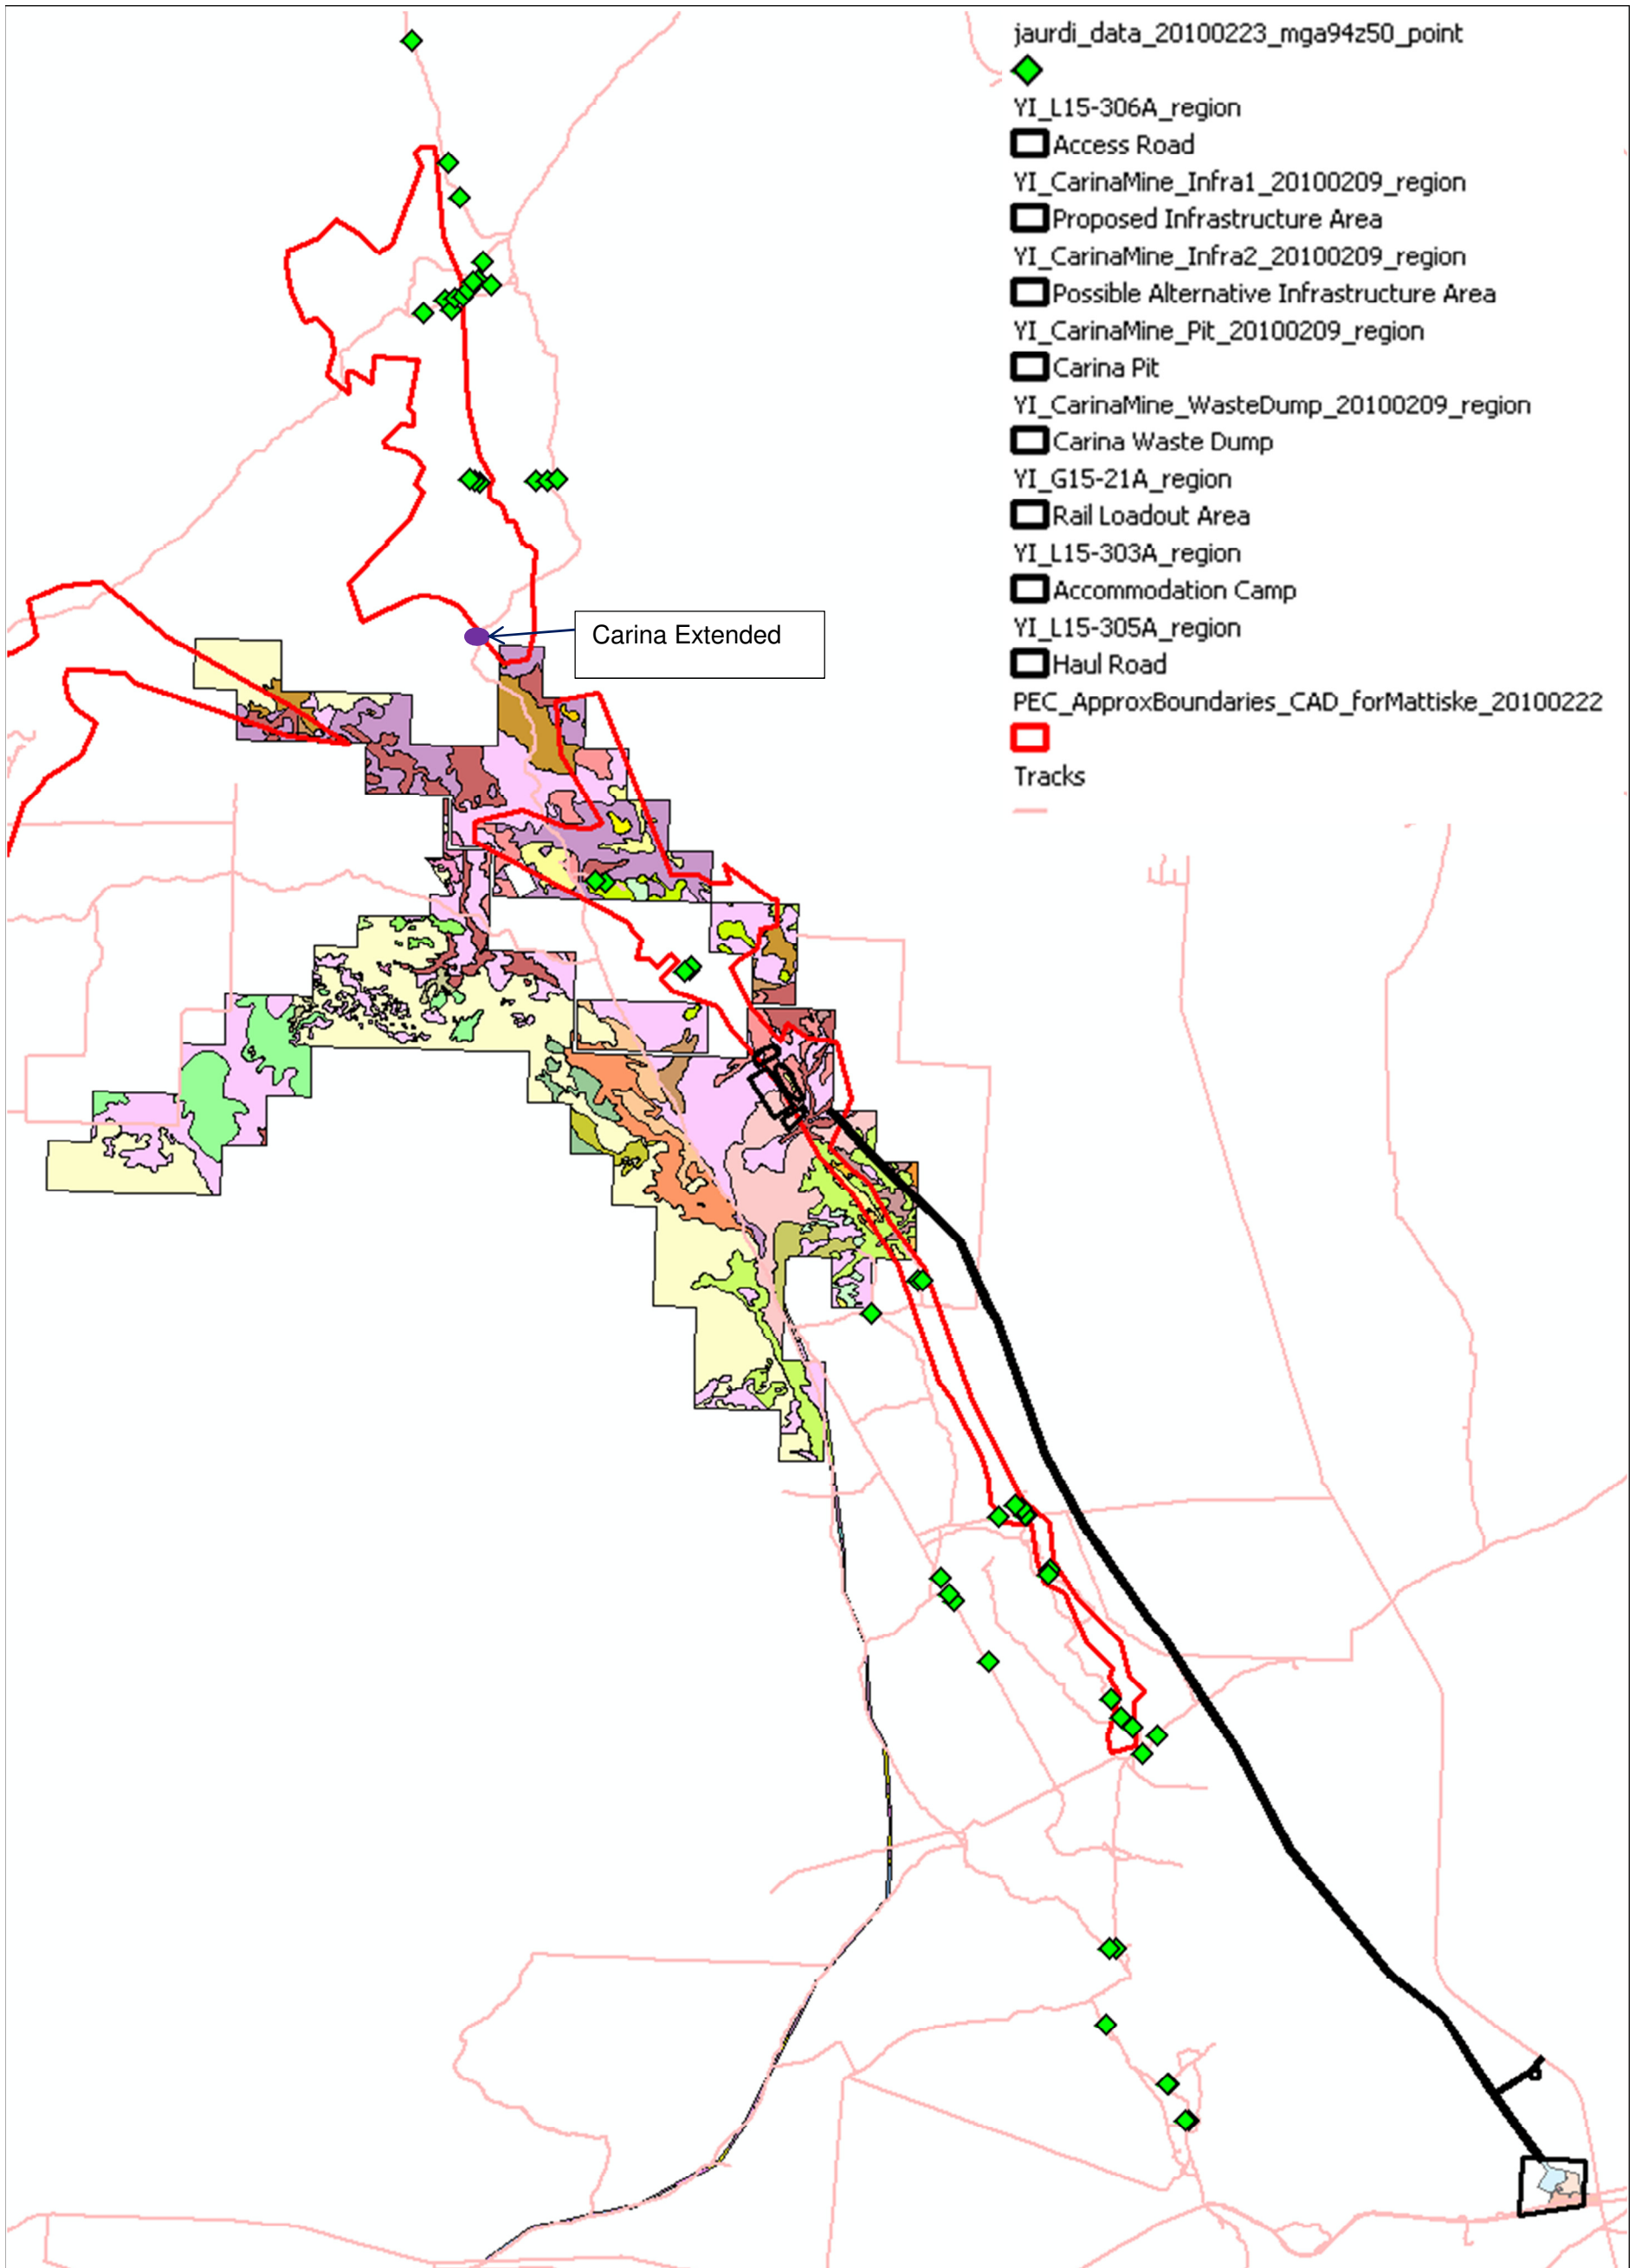 jaurdi_data_20100223_mga94z50_point
YI_L15-306A_region
Access Road
YI_CarinaMine_Infra1_20100209_region
Proposed Infrastructure Area
YI_CarinaMine_Infra2_20100209_region
Possible Alternative Infrastructure Area
YI_CarinaMine_Pit_20100209_region
Carina Pit
YI_CarinaMine_WasteDump_20100209_region
Carina Waste Dump
YI_G15-21A_region
Rail Loadout Area
YI_L15-303A_region
Accommodation Camp
YI_L15-305A_region
Haul Road
PEC_ApproxBoundaries_CAD_forMattiske_20100222
Tracks
Carina Extended